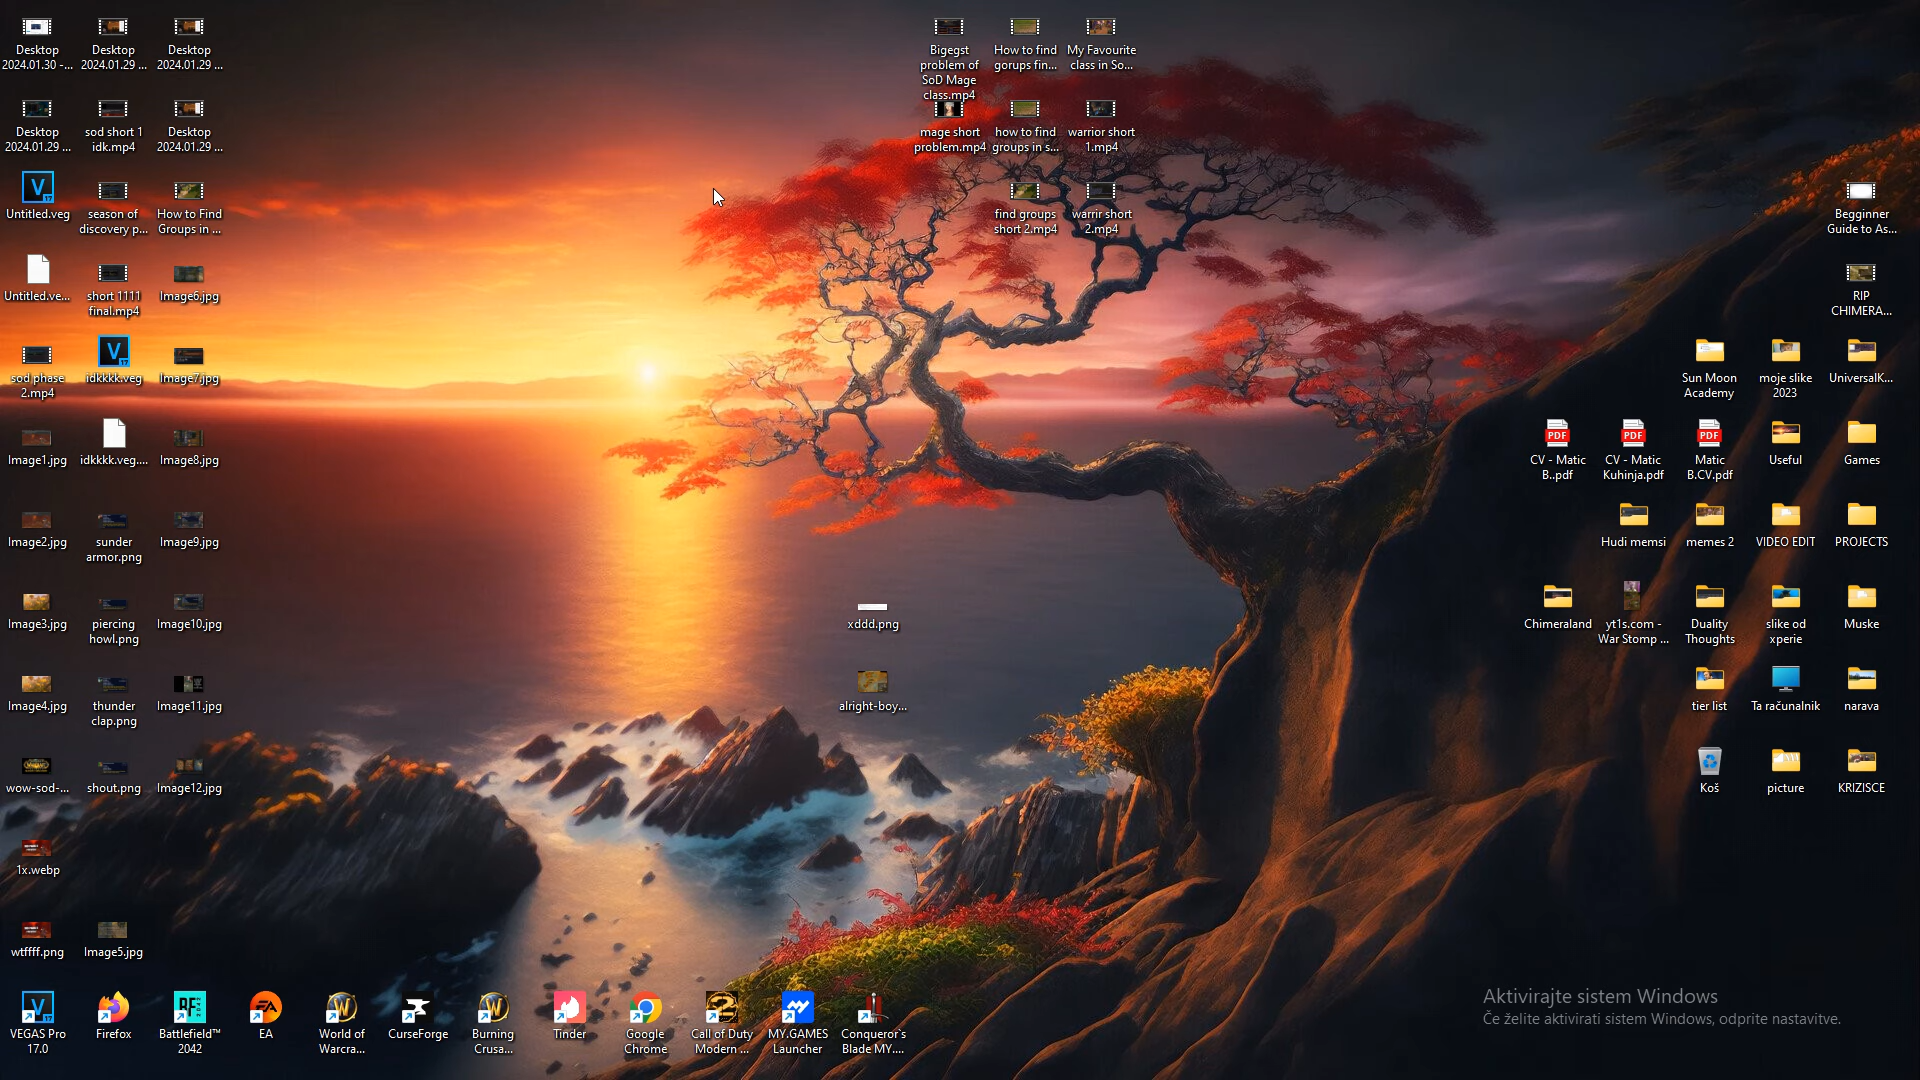 Desktop
2024.01.30 -...
Desktop
2024.01.29 ...
Desktop
2024.01.29 ...
Desktop
2024.01.29 ...
sod short 1
idk.mp4
Desktop
2024.01.29 ...
Untitled.veg
season of
discovery p...
How to Find
Groups in ...
Untitled.ve...
short 1111
final.mp4
Image6.jpg
sod phase
2.mp4
idkkkk.veg
Image7.jpg
Image1.jpg
idkkkk.veg....
Image8.jpg
Image2.jpg
sunder
armor.png
Image9.jpg
Image3.jpg
piercing
howl.png
Image10.jpg
Image4.jpg
thunder
clap.png
Image11.jpg
wow-sod-...
shout.png
Image12.jpg
1x.webp
wtffff.png
Image5.jpg
Bigegst
problem of
SoD Mage
class.mp4
How to find
gorups fin...
My Favourite
class in So...
mage short
problem.mp4
how to find
groups in s...
warrior short
1.mp4
find groups
short 2.mp4
warrir short
2.mp4
xddd.png
alright-boy...
Begginner
Guide to As...
RIP
CHIMERA...
Sun Moon
Academy
moje slike
2023
UniversalK...
CV - Matic
B..pdf
CV - Matic
Kuhinja.pdf
Matic
B.CV.pdf
Useful
Games
Hudi memsi
memes 2
VIDEO EDIT
PROJECTS
Chimeraland
yt1s.com -
War Stomp ...
Duality
Thoughts
slike od
xperie
Muske
tier list
Ta računalnik
narava
Koš
picture
KRIZISCE
VEGAS Pro
17.0
Firefox
Battlefield™
2042
EA
World of
Warcra...
CurseForge
Burning
Crusa...
Tinder
Google
Chrome
Call of Duty
Modern ...
MY.GAMES
Launcher
Conqueror's
Blade MY....
Aktivirajte sistem Windows
Če želite aktivirati sistem Windows, odprite nastavitve.